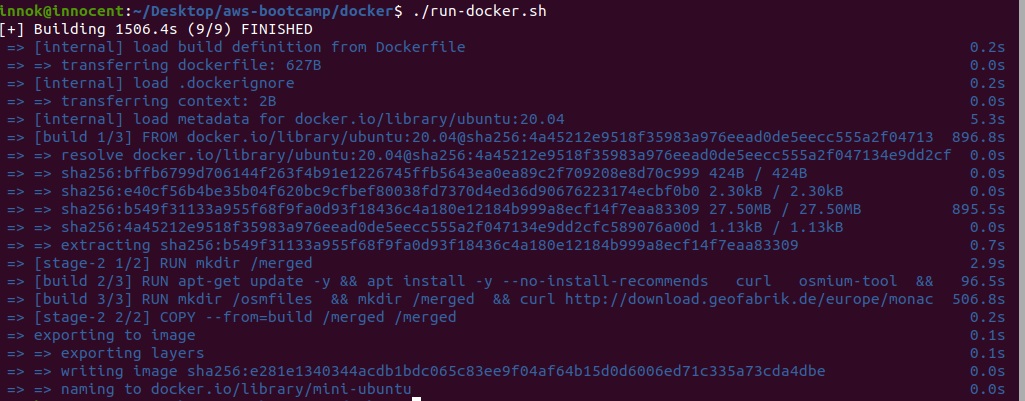 innok@innocent:~/Desktop/aws-bootcamp/docker$ ./run-docker.sh
[+] Building 1506.4s (9/9) FINISHED
=> [internal] load build definition from Dockerfile 0.2s
=> => transferring dockerfile: 627B 0.0s
=> [internal] load .dockerignore 0.2s
=> => transferring context: 2B 0.0s
=> [internal] load metadata for docker.io/library/ubuntu:20.04 5.3s
=> [build 1/3] FROM docker.io/library/ubuntu:20.04@sha256:4a45212e9518f35983a976eead0de5eecc555a2f04713 896.8s
=> => resolve docker.io/library/ubuntu:20.04@sha256:4a45212e9518f35983a976eead0de5eecc555a2f047134e9dd2cf 0.0s
=> => sha256:bffb6799d706144f263f4b91e1226745ffb5643ea0ea89c2f709208e8d70c999 424B / 424B 0.0s
=> => sha256:e40cf56b4be35b04f620bc9cfbef80038fd7370d4ed36d90676223174ecbf0b0 2.30kB / 2.30kB 0.0s
=> => sha256:b549f31133a955f68f9fa0d93f18436c4a180e12184b999a8ecf14f7eaa83309 27.50MB / 27.50MB 895.5s
=> => sha256:4a45212e9518f35983a976eead0de5eecc555a2f047134e9dd2cfc589076a00d 1.13kB / 1.13kB 0.0s
=> => extracting sha256:b549f31133a955f68f9fa0d93f18436c4a180e12184b999a8ecf14f7eaa83309 0.7s
=> [stage-2 1/2] RUN mkdir /merged 2.9s
=> [build 2/3] RUN apt-get update -y && apt install -y --no-install-recommends curl osmium-tool && 96.5s
=> [build 3/3] RUN mkdir /osmfiles && mkdir /merged && curl http://download.geofabrik.de/europe/monac 506.8s
=> [stage-2 2/2] COPY --from=build /merged /merged 0.2s
=> exporting to image 0.1s
=> => exporting layers 0.1s
=> => writing image sha256:e281e1340344acdb1bdc065c83ee9f04af64b15d0d6006ed71c335a73cda4dbe 0.0s
=> => naming to docker.io/library/mini-ubuntu 0.0s